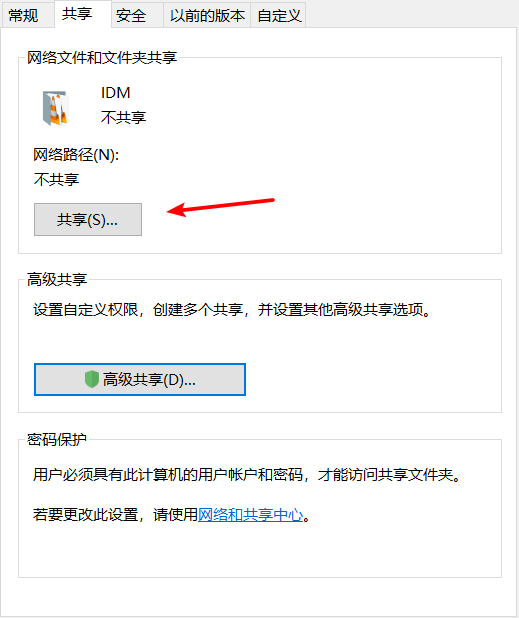 常规 共享 安全 以前的版本 自定义
网络文件和文件夹共享
IDM
不共享
网络路径(N):
不共享
共享(S)...
高级共享
设置自定义权限，创建多个共享，并设置其他高级共享选项。
高级共享(D)...
密码保护
用户必须具有此计算机的用户帐户和密码，才能访问共享文件夹。
若要更改此设置，请使用网络和共享中心。